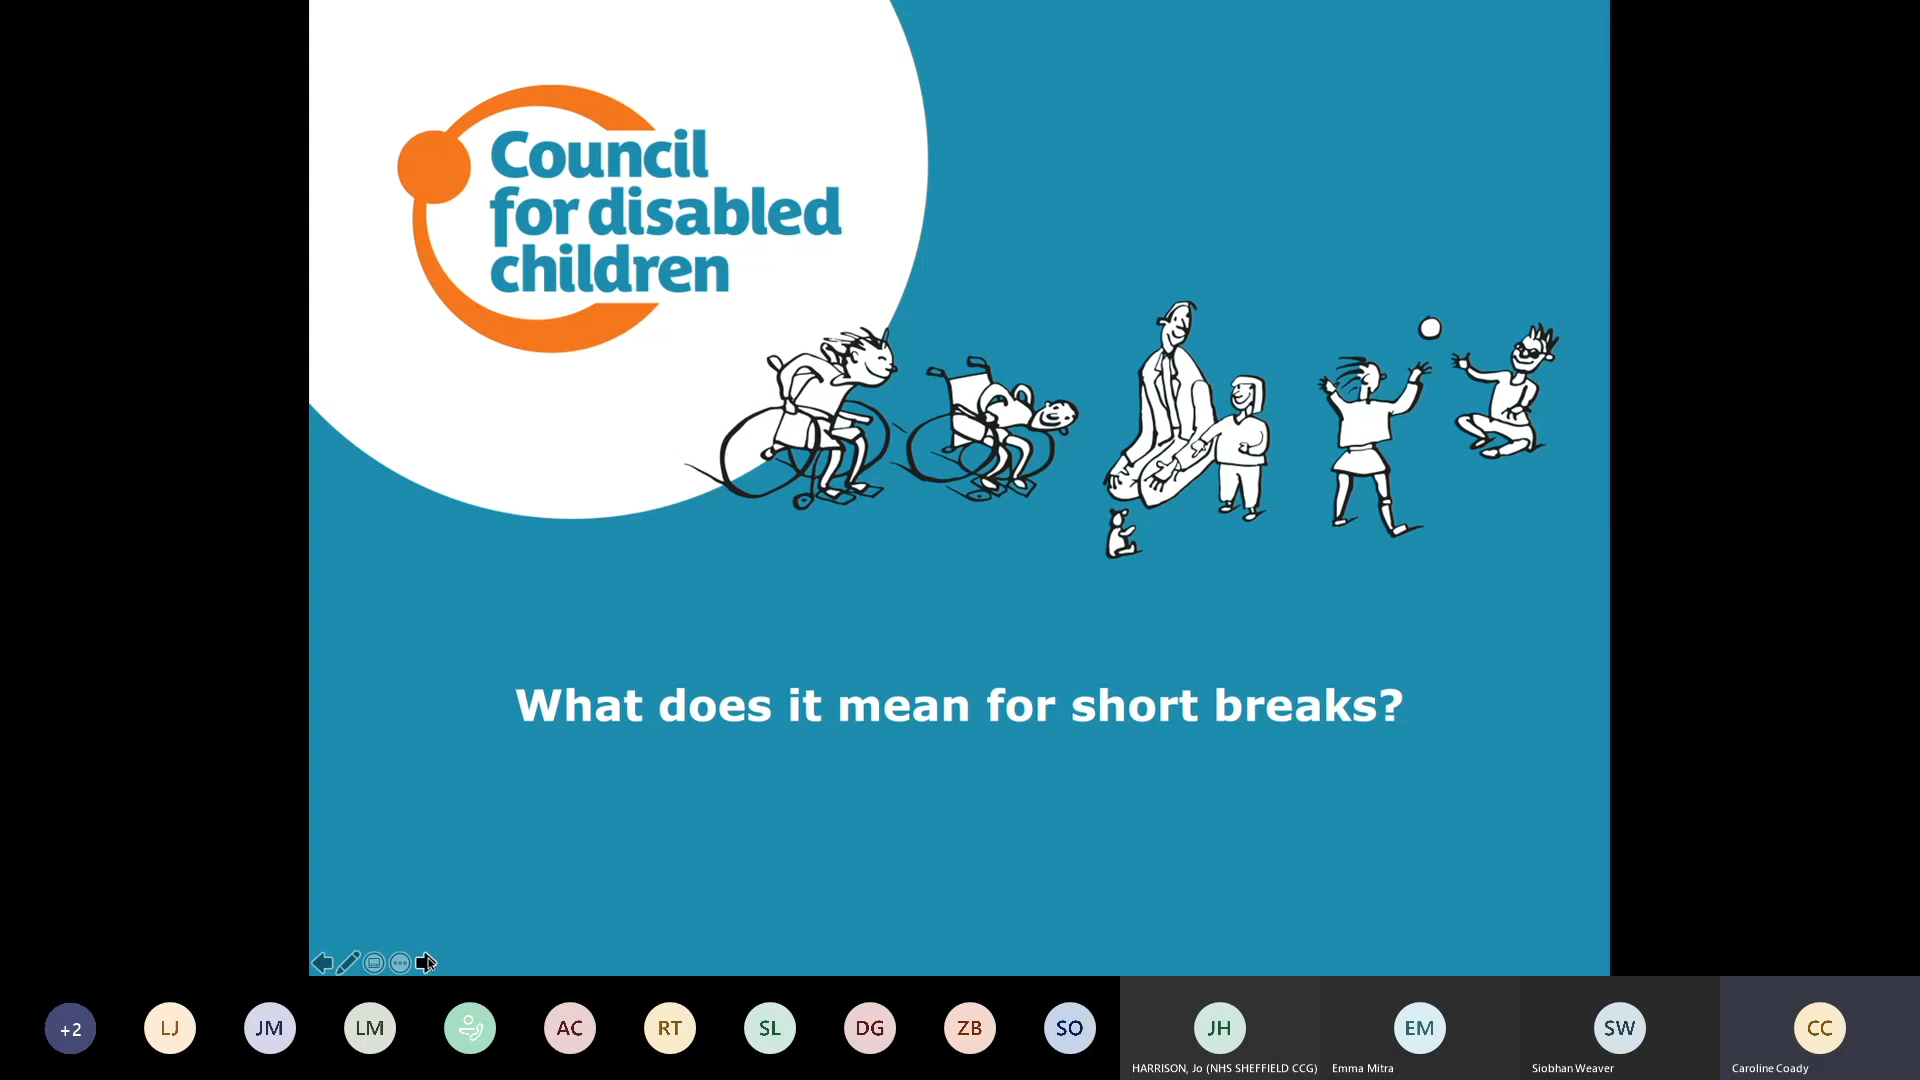 Council
for disabled
children
What does it mean for short breaks?
+2
LJ
JM
LM
AC
RT
SL
DG
ZB
SO
JH
EM
SW
CC
HARRISON, Jo (NHS SHEFFIELD CCG)
Emma Mitra
Siobhan Weaver
Caroline Coady